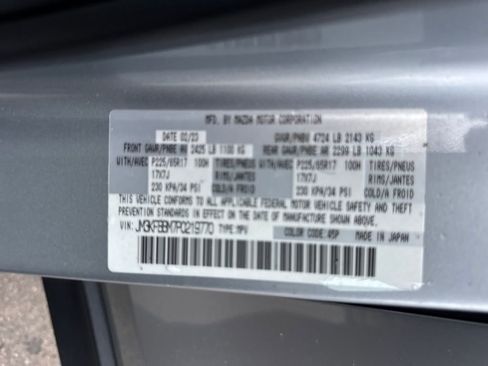 MFD. BY MAZDA MOTOR CORPORATION
DATE 02/23 GVWR/PNBV 4724 LB 2143 KG
FRONT GAWR/PNBE AR 2425 LB 1100 KG REAR GAWR/PNBE AR 2299 LB 1043 KG
WITH/AVEC P225/65R17 100H TIRES/PNEUS WITH/AVEC P225/65R17 100H TIRES/PNEUS
17X7J RIMS/JANTES 17X7J RIMS/JANTES
230 KPA/34 PSI COLD/A FROID 230 KPA/34 PSI COLD/A FROID
THIS VEHICLE CONFORMS TO ALL APPLICABLE FEDERAL MOTOR VEHICLE SAFETY AND THEFT
PREVENTION STANDARDS IN EFFECT ON THE DATE OF MANUFACTURE SHOWN ABOVE.
VIN: JM3KFBBM7P0219770 TYPE:MPV COLOR CODE: 45P MADE IN JAPAN